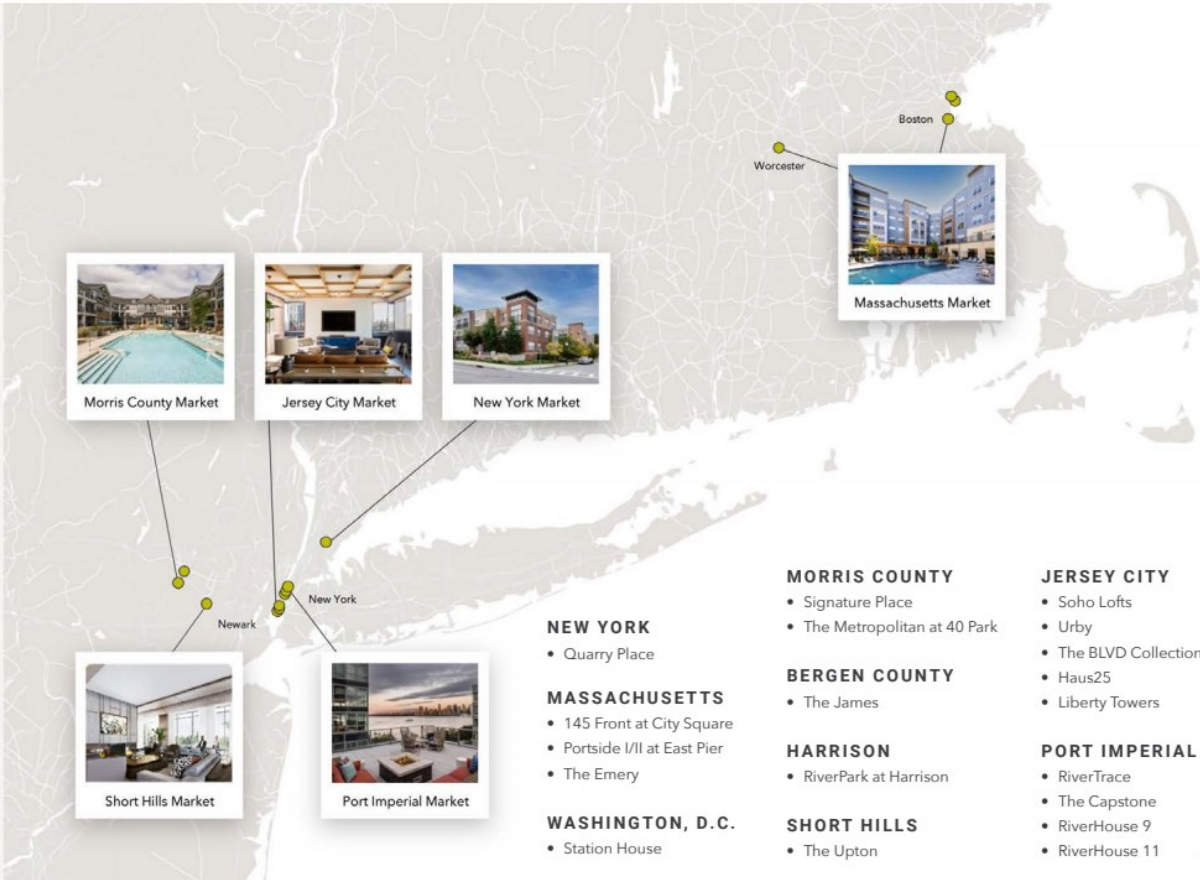 Boston
Worcester
Massachusetts Market
Morris County Market
Jersey City Market
New York Market
New York
Newark
Short Hills Market
Port Imperial Market
NEW YORK
• Quarry Place
MASSACHUSETTS
• 145 Front at City Square
• Portside I/II at East Pier
• The Emery
WASHINGTON, D.C.
• Station House
MORRIS COUNTY
• Signature Place
• The Metropolitan at 40 Park
BERGEN COUNTY
• The James
HARRISON
• RiverPark at Harrison
SHORT HILLS
• The Upton
JERSEY CITY
• Soho Lofts
• Urby
• The BLVD Collection
• Haus25
• Liberty Towers
PORT IMPERIAL
• RiverTrace
• The Capstone
• RiverHouse 9
• RiverHouse 11